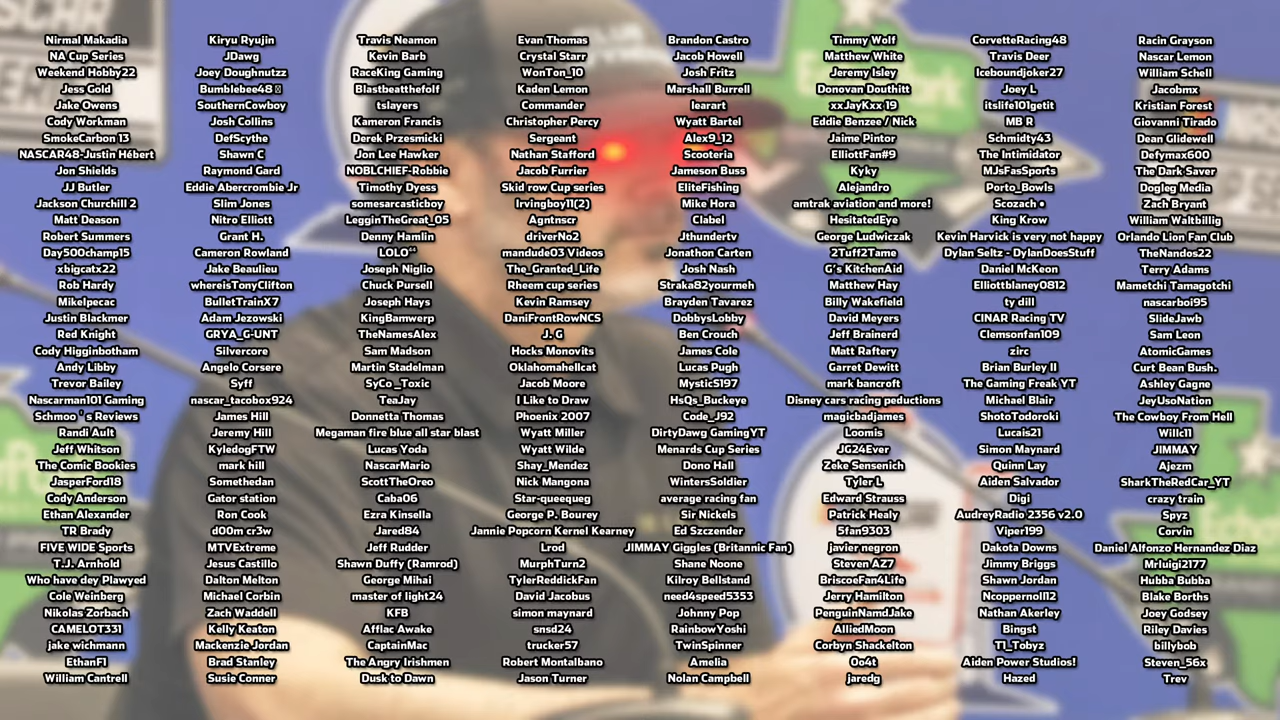 Nirmal Makadia
NA Cup Series
Weekend Hobby22
Jess Gold
Jake Owens
Cody Workman
SmokeCarbon 13
NASCAR48-Justin Hébert
Jon Shields
JJ Butler
Jackson Churchill 2
Matt Deason
Robert Summers
Day500champ15
xbigcatx22
Rob Hardy
Mikelpecac
Justin Blackmer
Red Knight
Cody Higginbotham
Andy Libby
Trevor Bailey
Nascarman101 Gaming
Schmoo's Reviews
Randi Ault
Jeff Whitson
The Comic Bookies
JasperFord18
Cody Anderson
Ethan Alexander
TR Brady
FIVE WIDE Sports
T.J. Arnhold
Who have dey Plawyed
Cole Weinberg
Nikolas Zorbach
CAMELOT331
jake wichmann
EthanF1
William Cantrell
Kiryu Ryujin
JDawg
Joey Doughnutzz
Bumblebee48
SouthernCowboy
Josh Collins
DefScythe
Shawn C
Raymond Gard
Eddie Abercrombie Jr
Slim Jones
Nitro Elliott
Grant H.
Cameron Rowland
Jake Beaulieu
whereisTonyClifton
BulletTrainX7
Adam Jezowski
GRYA_G-UNT
Silvercore
Angelo Corsere
Syff
nascar_tacobox924
James Hill
Jeremy Hill
KyledogFTW
mark hill
Somethedan
Gator station
Ron Cook
d00m cr3w
MTVExtreme
Jesus Castillo
Dalton Melton
Michael Corbin
Zach Waddell
Kelly Keaton
Mackenzie Jordan
Brad Stanley
Susie Conner
Travis Neamon
Kevin Barb
RaceKing Gaming
Blastbeatthefolf
tslayers
Kameron Francis
Derek Przesmicki
Jon Lee Hawker
NOBLCHIEF-Robbie
Timothy Dyess
somesarcasticboy
LegginTheGreat_05
Denny Hamlin
LOLO^^
Joseph Niglio
Chuck Pursell
Joseph Hays
KingBamwerp
TheNamesAlex
Sam Madson
Martin Stadelman
SyCo_Toxic
TeaJay
Donnetta Thomas
Megaman fire blue all star blast
Lucas Yoda
NascarMario
ScottTheOreo
Caba06
Ezra Kinsella
Jared84
Jeff Rudder
Shawn Duffy (Ramrod)
George Mihai
master of light24
KFB
Afflac Awake
CaptainMac
The Angry Irishmen
Dusk to Dawn
Evan Thomas
Crystal Starr
WonTon_10
Kaden Lemon
Commander
Christopher Percy
Sergeant
Nathan Stafford
Jacob Furrier
Skid row Cup series
Irvingboy11(2)
Agntnscr
driverNo2
mandude03 Videos
The_Granted_Life
Rheem cup series
Kevin Ramsey
DaniFrontRowNCS
J. G
Hocks Monovits
Oklahomahellcat
Jacob Moore
I Like to Draw
Phoenix 2007
Wyatt Miller
Wyatt Wilde
Shay_Mendez
Nick Mangona
Star-queequeg
George P. Bourey
Jannie Popcorn Kernel Kearney
Lrod
MurphTurn2
TylerReddickFan
David Jacobus
simon maynard
snsd24
trucker57
Robert Montalbano
Jason Turner
Brandon Castro
Jacob Howell
Josh Fritz
Marshall Burrell
learart
Wyatt Bartel
Alex9_12
Scooteria
Jameson Buss
EliteFishing
Mike Hora
Clabel
Jthundertv
Jonathon Carten
Josh Nash
Straka82yourmeh
Brayden Tavarez
DobbysLobby
Ben Crouch
James Cole
Lucas Pugh
MysticS197
HsQs_Buckeye
Code_J92
DirtyDawg GamingYT
Menards Cup Series
Dono Hall
WintersSoldier
average racing fan
Sir Nickels
Ed Szczender
JIMMAY Giggles (Britannic Fan)
Shane Noone
Kilroy Bellstand
need4speed5353
Johnny Pop
RainbowYoshi
TwinSpinner
Amelia
Nolan Campbell
Timmy Wolf
Matthew White
Jeremy Isley
Donovan Douthitt
xxJayKxx 19
Eddie Benzee / Nick
Jaime Pintor
ElliottFan#9
Kyky
Alejandro
amtrak aviation and more!
HesitatedEye
George Ludwiczak
2Tuff2Tame
G's KitchenAid
Matthew Hay
Billy Wakefield
David Meyers
Jeff Brainerd
Matt Raftery
Garret Dewitt
mark bancroft
Disney cars racing peductions
magicbadjames
Loomis
JG24Ever
Zeke Sensenich
Tyler L
Edward Strauss
Patrick Healy
5fan9303
javier negron
Steven AZ7
BriscoeFan4Life
Jerry Hamilton
PenguinNamdJake
AlliedMoon
Corbyn Shackelton
Oo4t
jaredg
CorvetteRacing48
Travis Deer
Iceboundjoker27
Joey L
itslife101getit
MB R
Schmidty43
The Intimidator
MJsFasSports
Porto_Bowls
Scozach •
King Krow
Kevin Harvick is very not happy
Dylan Seltz - DylanDoesStuff
Daniel McKeon
Elliottblaney0812
ty dill
CINAR Racing TV
Clemsonfan109
zirc
Brian Burley II
The Gaming Freak YT
Michael Blair
ShotoTodoroki
Lucais21
Simon Maynard
Quinn Lay
Aiden Salvador
Digi
AudreyRadio 2356 v2.0
Viper199
Dakota Downs
Jimmy Briggs
Shawn Jordan
Ncoppernoll12
Nathan Akerley
Bingst
TI_Tobyz
Aiden Power Studios!
Hazed
Racin Grayson
Nascar Lemon
William Schell
Jacobmx
Kristian Forest
Giovanni Tirado
Dean Glidewell
Defymax600
The Dark Saver
Dogleg Media
Zach Bryant
William Waltbillig
Orlando Lion Fan Club
TheNandos22
Terry Adams
Mametchi Tamagotchi
nascarboi95
SlideJawb
Sam Leon
AtomicGames
Curt Bean Bush.
Ashley Gagne
JeyUsoNation
The Cowboy From Hell
Willc11
JIMMAY
Ajezm
SharkTheRedCar_YT
crazy train
Spyz
Corvin
Daniel Alfonzo Hernandez Diaz
Mrluigi2177
Hubba Bubba
Blake Borths
Joey Godsey
Riley Davies
billybob
Steven_56x
Trev